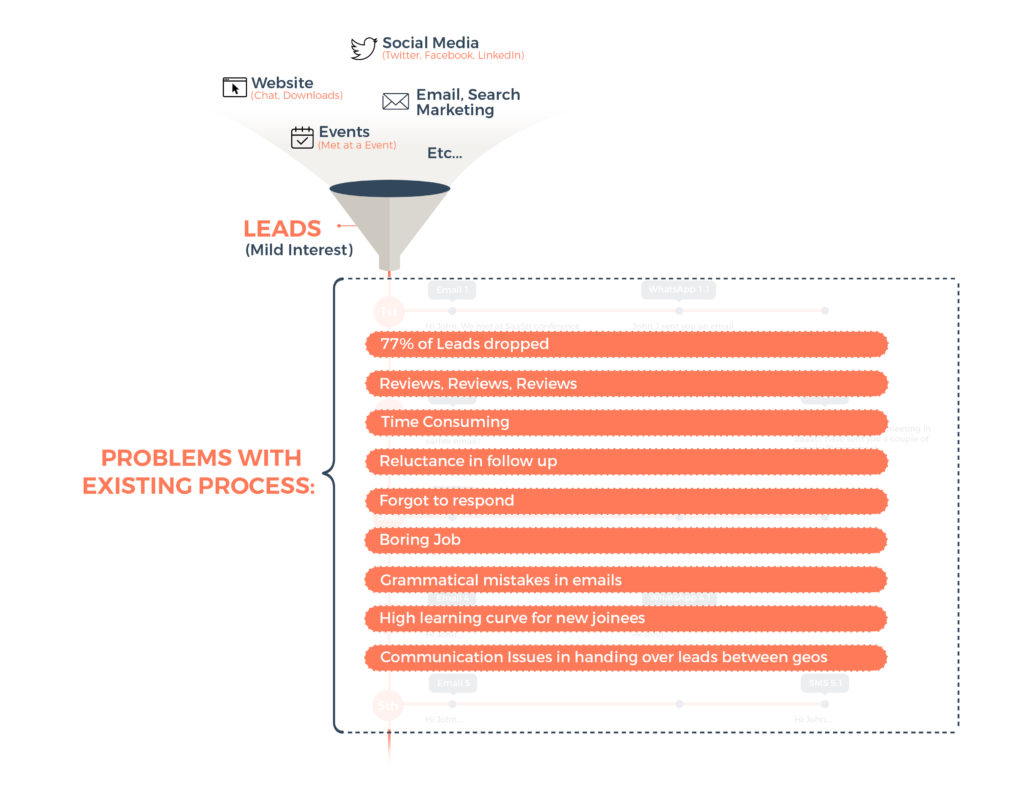 Social Media
(Twitter, Facebook, LinkedIn)
Website
(Chat, Downloads)
Email, Search
Marketing
Events
(Met at a Event)
Etc...
LEADS
(Mild Interest)
Email 1
WhatsApp 1.1
1st
77% of Leads dropped
Reviews, Reviews, Reviews
Time Consuming
Reluctance in follow up
Forgot to respond
Boring Job
Grammatical mistakes in emails
High learning curve for new joinees
Communication Issues in handing over leads between geos
PROBLEMS WITH
EXISTING PROCESS:
Email 5
SMS 5.1
5th
Hi John...
Hi John...